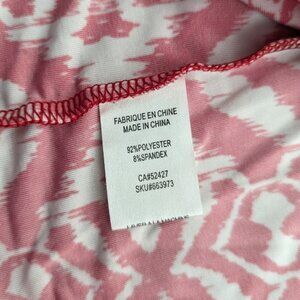 FABRIQUE EN CHINE
MADE IN CHINA
92%POLYESTER
8%SPANDEX
CA#52427
SKU#663973